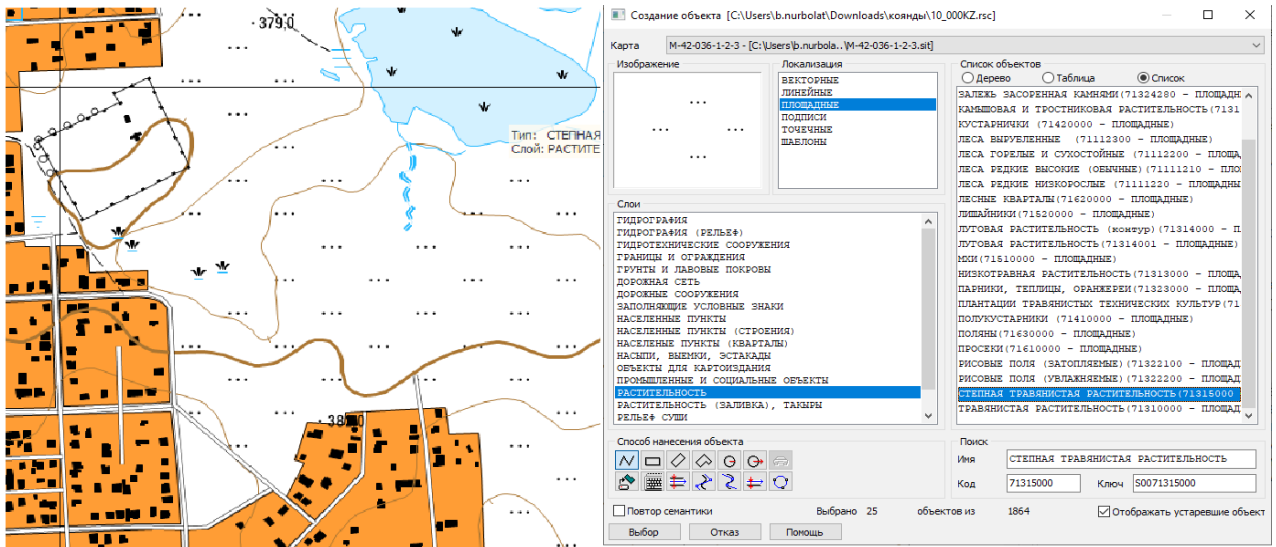 379,0
Тип: СТЕПНАЯ
Слой: РАСТИТЕ
Создание объекта [C:\Users\b.nurbolat\Downloads\коянды\10_000KZ.rsc]
Карта
M-42-036-1-2-3 - [C:\Users\b.nurbola..\M-42-036-1-2-3.sit]
Изображение
Локализация
ВЕКТОРНЫЕ
ЛИНЕЙНЫЕ
ПЛОЩАДНЫЕ
ПОДПИСИ
ТОЧЕЧНЫЕ
ШАБЛОНЫ
Список объектов
Дерево
Таблица
Список
ЗАЛЕЖЬ ЗАСОРЕННАЯ КАМНЯМИ(71324280 - ПЛОЩАДН
КАМЫШОВАЯ И ТРОСТНИКОВАЯ РАСТИТЕЛЬНОСТЬ(7131
КУСТАРНИЧКИ (71420000 - ПЛОЩАДНЫЕ)
ЛЕСА ВЫРУБЛЕННЫЕ (71112300 - ПЛОЩАДНЫЕ)
ЛЕСА ГОРЕЛЫЕ И СУХОСТОЙНЫЕ (71112200 - ПЛОЩА
ЛЕСА РЕДКИЕ ВЫСОКИЕ (ОБЫЧНЫЕ)(71111210 - ПЛО
ЛЕСА РЕДКИЕ НИЗКОРОСЛЫЕ (71111220 - ПЛОЩАДНЫ
ЛЕСНЫЕ КВАРТАЛЫ(71620000 - ПЛОЩАДНЫЕ)
ЛИШАЙНИКИ(71520000 - ПЛОЩАДНЫЕ)
ЛУГОВАЯ РАСТИТЕЛЬНОСТЬ (контур)(71314000 - П
ЛУГОВАЯ РАСТИТЕЛЬНОСТЬ(71314001 - ПЛОЩАДНЫЕ)
МХИ(71510000 - ПЛОЩАДНЫЕ)
НИЗКОТРАВНАЯ РАСТИТЕЛЬНОСТЬ(71313000 - ПЛОЩА
ПАРНИКИ, ТЕПЛИЦЫ, ОРАНЖЕРЕИ(71323000 - ПЛОЩА
ПЛАНТАЦИИ ТРАВЯНИСТЫХ ТЕХНИЧЕСКИХ КУЛЬТУР(71
ПОЛУКУСТАРНИКИ (71410000 - ПЛОЩАДНЫЕ)
ПОЛЯНЫ(71630000 - ПЛОЩАДНЫЕ)
ПРОСЕКИ(71610000 - ПЛОЩАДНЫЕ)
РИСОВЫЕ ПОЛЯ (ЗАТОПЛЯЕМЫЕ)(71322100 - ПЛОЩАД
РИСОВЫЕ ПОЛЯ (УВЛАЖНЯЕМЫЕ)(71322200 - ПЛОЩАД
СТЕПНАЯ ТРАВЯНИСТАЯ РАСТИТЕЛЬНОСТЬ(71315000
ТРАВЯНИСТАЯ РАСТИТЕЛЬНОСТЬ(71310000 - ПЛОЩАД
Слои
ГИДРОГРАФИЯ
ГИДРОГРАФИЯ (РЕЛЬЕФ)
ГИДРОТЕХНИЧЕСКИЕ СООРУЖЕНИЯ
ГРАНИЦЫ И ОГРАЖДЕНИЯ
ГРУНТЫ И ЛАВОВЫЕ ПОКРОВЫ
ДОРОЖНАЯ СЕТЬ
ДОРОЖНЫЕ СООРУЖЕНИЯ
ЗАПОЛНЯЮЩИЕ УСЛОВНЫЕ ЗНАКИ
НАСЕЛЕННЫЕ ПУНКТЫ
НАСЕЛЕННЫЕ ПУНКТЫ (СТРОЕНИЯ)
НАСЕЛЕНЫЕ ПУНКТЫ (КВАРТАЛЫ)
НАСЫПИ, ВЫЕМКИ, ЭСТАКАДЫ
ОБЪЕКТЫ ДЛЯ КАРТОИЗДАНИЯ
ПРОМЫШЛЕННЫЕ И СОЦИАЛЬНЫЕ ОБЪЕКТЫ
РАСТИТЕЛЬНОСТЬ
РАСТИТЕЛЬНОСТЬ (ЗАЛИВКА), ТАКЫРЫ
РЕЛЬЕФ СУШИ
Способ нанесения объекта
Поиск
Имя
СТЕПНАЯ ТРАВЯНИСТАЯ РАСТИТЕЛЬНОСТЬ
Код
71315000
Ключ
S0071315000
Повтор семантики
Выбрано 25 объектов из 1864
Отображать устаревшие объект
Выбор
Отказ
Помощь